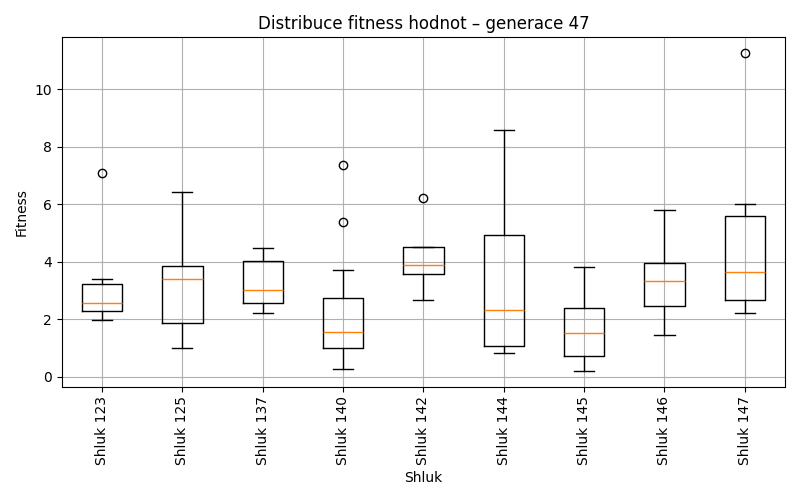 Distribuce fitness hodnot – generace 47
Fitness
10
8
6
4
2
0
Shluk 123
Shluk 125
Shluk 137
Shluk 140
Shluk 142
Shluk 144
Shluk 145
Shluk 146
Shluk 147
Shluk